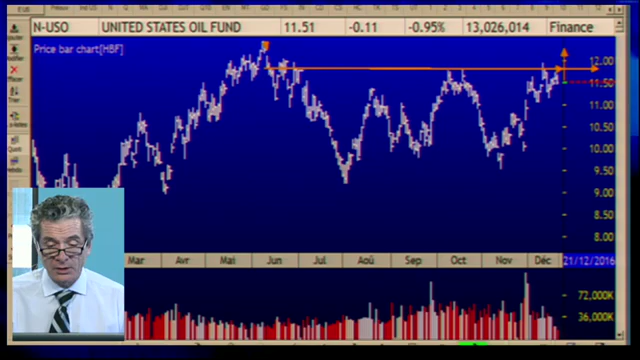 N-USO UNITED STATES OIL FUND 11.51 -0.11 -0.95% 13,026,014 Finance
Price bar chart[HBF]
12.00
11.50
11.00
10.50
10.00
9.50
9.00
8.50
8.00
Mar Avr Mai Jun Jul Aoû Sep Oct Nov Déc 21/12/2016
72,000K
36,000K